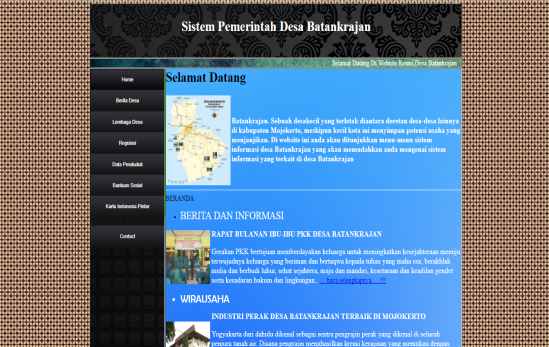 Sistem Pemerintah Desa Batankrajan
Selamat Datang Di Website Resmi Desa Batankrajan
Home
Berita Desa
Lembaga Desa
Regulasi
Data Penduduk
Bantuan Sosial
Kartu Indonesia Pintar
Contact
Selamat Datang
MOJOKERTO
Batankrajan. Sebuah desakecil yang terletak diantara deretan desa-desa lainnya
di kabupaten Mojokerto, meskipun kecil kota ini menyimpan potensi usaha yang
menjanjikan. Di website ini anda akan ditunjukkan menu-menu sistem
informasi desa Batankrajan yang akan memudahkan anda mengenai sistem
informasi yang terkait di desa Batankrajan
BERANDA
BERITA DAN INFORMASI
RAPAT BULANAN IBU-IBU PKK DESA BATANKRAJAN
Gerakan PKK bertujuan memberdayakan keluarga untuk meningkatkan kesejahteraan menuju
terwujudnya keluarga yang beriman dan bertaqwa kepada tuhan yang maha esa, berakhlak
mulia dan berbudi luhur, sehat sejahtera, maju dan mandiri, kesetaraan dan keadilan gender
serta kesadaran hukum dan lingkungan... baca selengkapnya
WIRAUSAHA
INDUSTRI PERAK DESA BATANKRAJAN TERBAIK DI MOJOKERTO
Yogyakarta dari dahulu dikenal sebagai sentra pengrajin perak yang dikenal di seluruh
penjuru tanah air. Disana pengrajin menghasilkan kreasi kerajinan yang memukau dengan